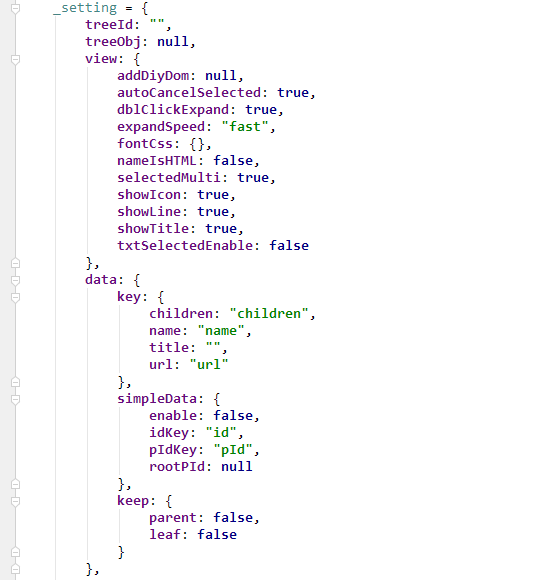 _setting = {
treeId: "",
treeObj: null,
view: {
addDiyDom: null,
autoCancelSelected: true,
dblClickExpand: true,
expandSpeed: "fast",
fontCss: {},
nameIsHTML: false,
selectedMulti: true,
showIcon: true,
showLine: true,
showTitle: true,
txtSelectedEnable: false
},
data: {
key: {
children: "children",
name: "name",
title: "",
url: "url"
},
simpleData: {
enable: false,
idKey: "id",
pIdKey: "pId",
rootPId: null
},
keep: {
parent: false,
leaf: false
}
},